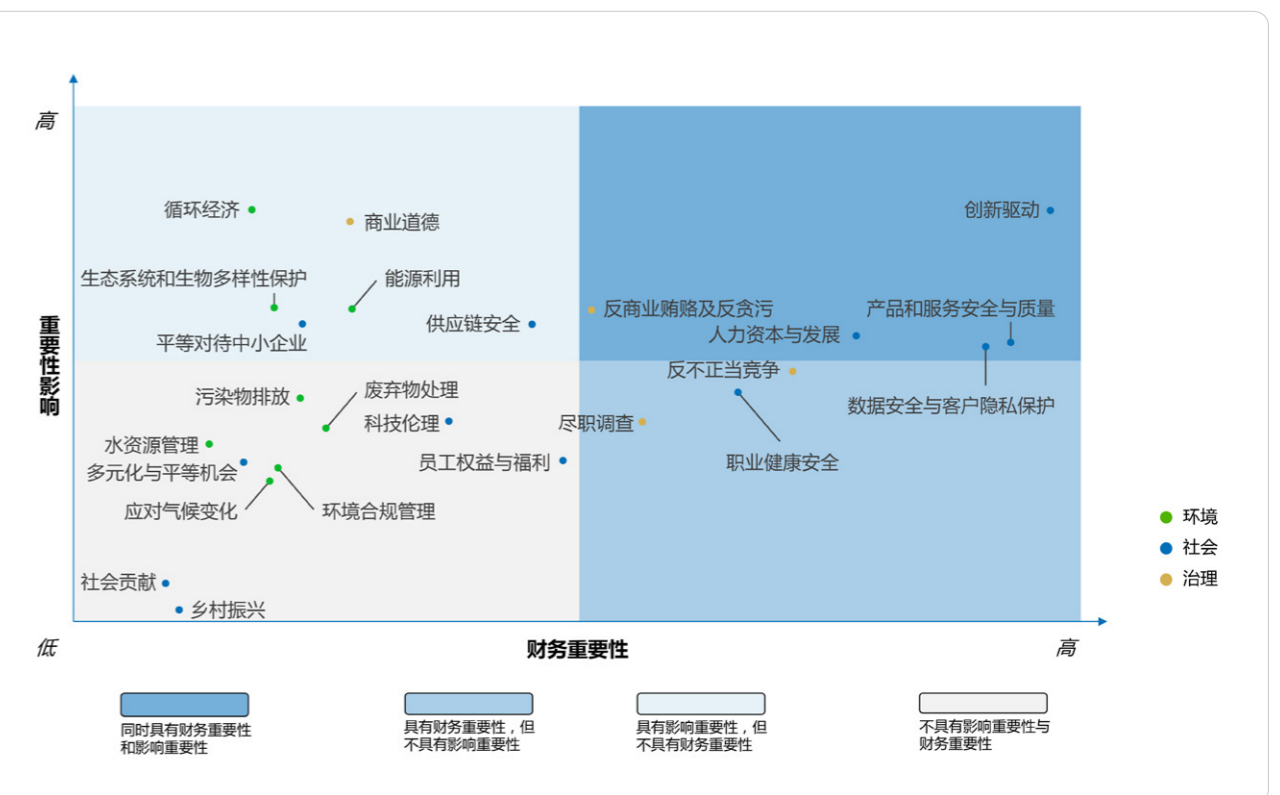 高
循环经济
商业道德
创新驱动
生态系统和生物多样性保护
能源利用
供应链安全
反商业贿赂及反贪污
产品和服务安全与质量
平等对待中小企业
人力资本与发展
重要性影响
反不正当竞争
污染物排放
废弃物处理
数据安全与客户隐私保护
科技伦理
尽职调查
水资源管理
多元化与平等机会
员工权益与福利
职业健康安全
应对气候变化
环境合规管理
环境
社会
治理
社会贡献
乡村振兴
低
财务重要性
高
同时具有财务重要性
和影响重要性
具有财务重要性，但
不具有影响重要性
具有影响重要性，但
不具有财务重要性
不具有影响重要性与
财务重要性